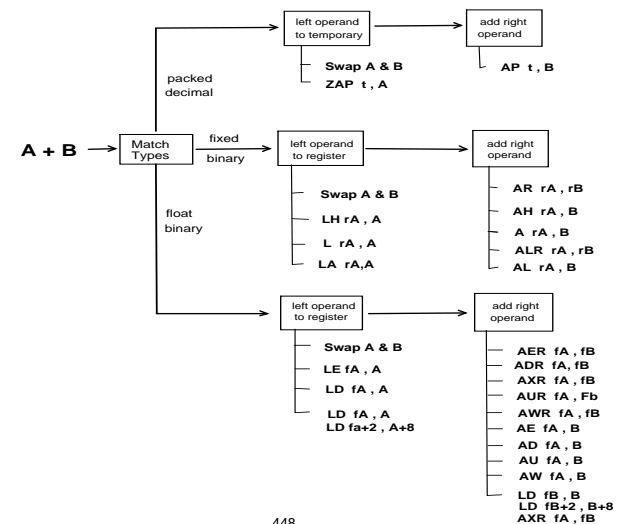 left operand
to temporary
add right
operand
Swap A & B
ZAP t , A
AP t , B
packed
decimal
A + B
Match
Types
fixed
binary
left operand
to register
add right
operand
Swap A & B
LH rA , A
L rA , A
LA rA,A
AR rA , rB
AH rA , B
A rA , B
ALR rA , rB
AL rA , B
float
binary
left operand
to register
add right
operand
Swap A & B
LE fA , A
LD fA , A
LD fA , A
LD fa+2 , A+8
AER fA , fB
ADR fA, fB
AXR fA , fB
AUR fA , Fb
AWR fA , fB
AE fA , B
AD fA , B
AU fA , B
AW fA , B
LD fB , B
LD fB+2 , B+8
AXR fA , fB
448